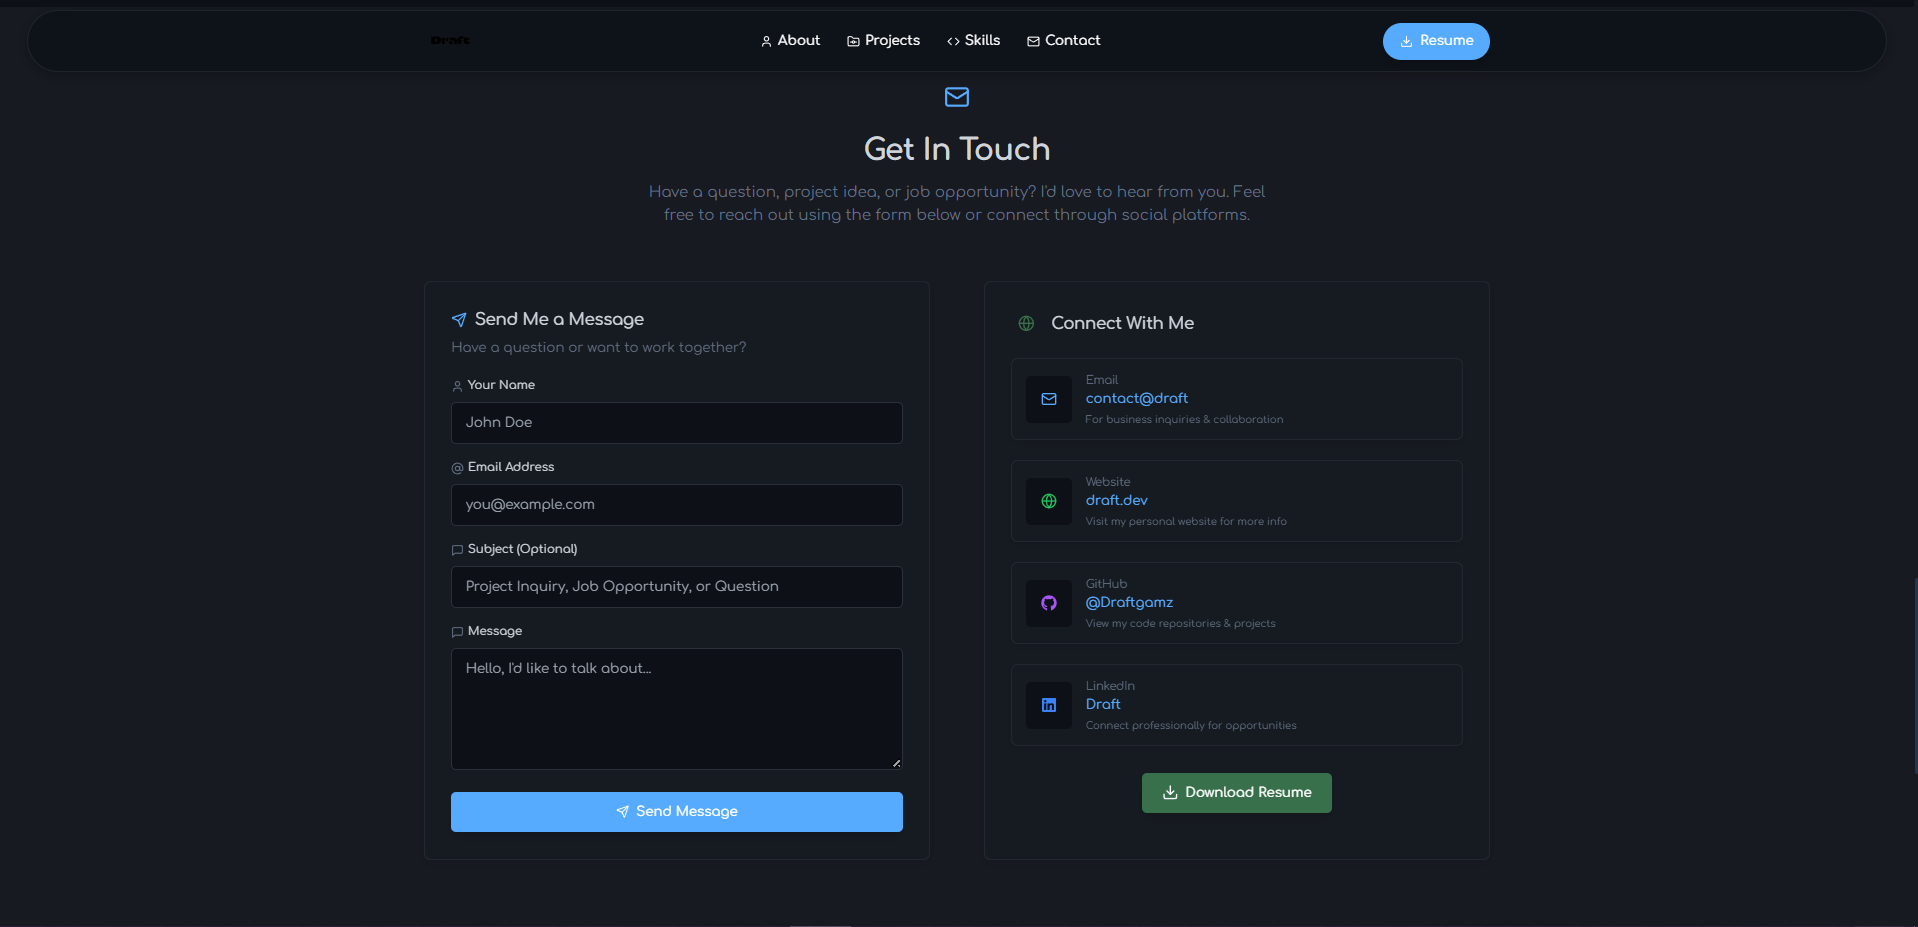 Draft
About
Projects
Skills
Contact
Resume
Get In Touch
Have a question, project idea, or job opportunity? I'd love to hear from you. Feel
free to reach out using the form below or connect through social platforms.
Send Me a Message
Have a question or want to work together?
Your Name
John Doe
Email Address
you@example.com
Subject (Optional)
Project Inquiry, Job Opportunity, or Question
Message
Hello, I'd like to talk about...
Send Message
Connect With Me
Email
contact@draft
For business inquiries & collaboration
Website
draft.dev
Visit my personal website for more info
GitHub
@Draftgamz
View my code repositories & projects
LinkedIn
Draft
Connect professionally for opportunities
Download Resume